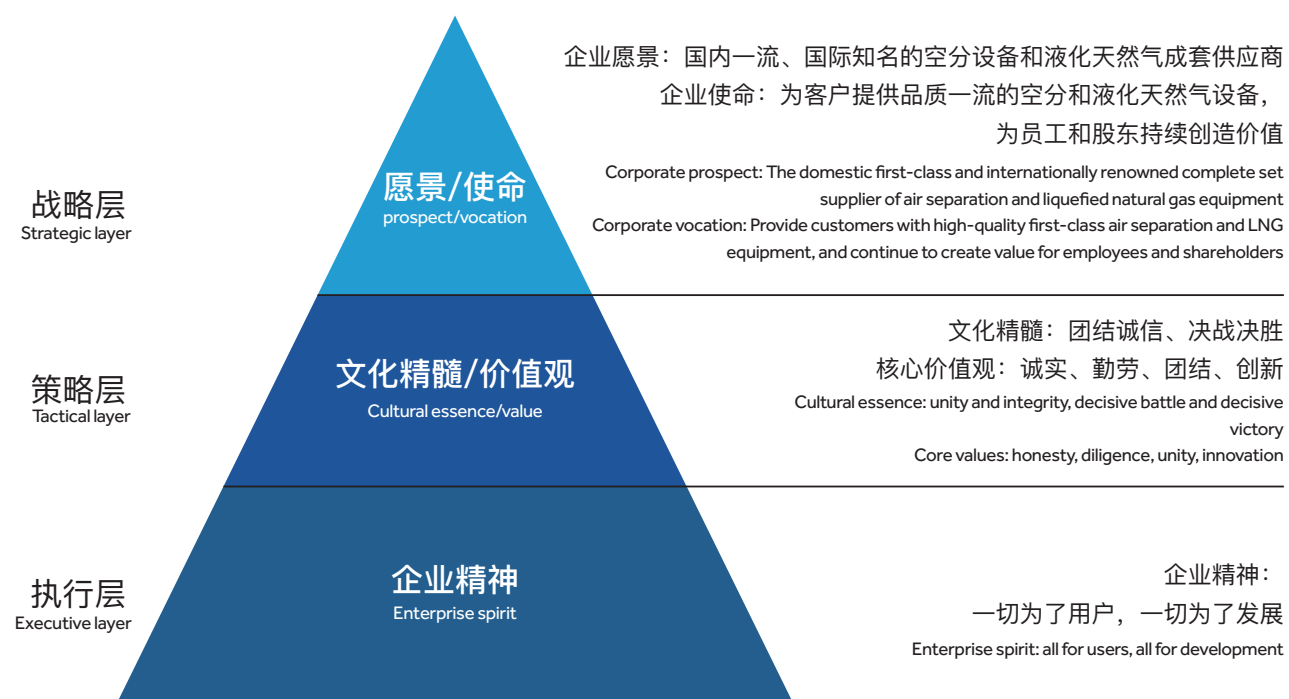 企业愿景：国内一流、国际知名的空分设备和液化天然气成套供应商
企业使命：为客户提供品质一流的空分和液化天然气设备，
为员工和股东持续创造价值
Corporate prospect: The domestic first-class and internationally renowned complete set
supplier of air separation and liquefied natural gas equipment
Corporate vocation: Provide customers with high-quality first-class air separation and LNG
equipment, and continue to create value for employees and shareholders
战略层
Strategic layer
愿景/使命
prospect/vocation
文化精髓：团结诚信、决战决胜
核心价值观：诚实、勤劳、团结、创新
Cultural essence: unity and integrity, decisive battle and decisive
victory
Core values: honesty, diligence, unity, innovation
策略层
Tactical layer
文化精髓/价值观
Cultural essence/value
执行层
Executive layer
企业精神
Enterprise spirit
企业精神：
一切为了用户，一切为了发展
Enterprise spirit: all for users, all for development